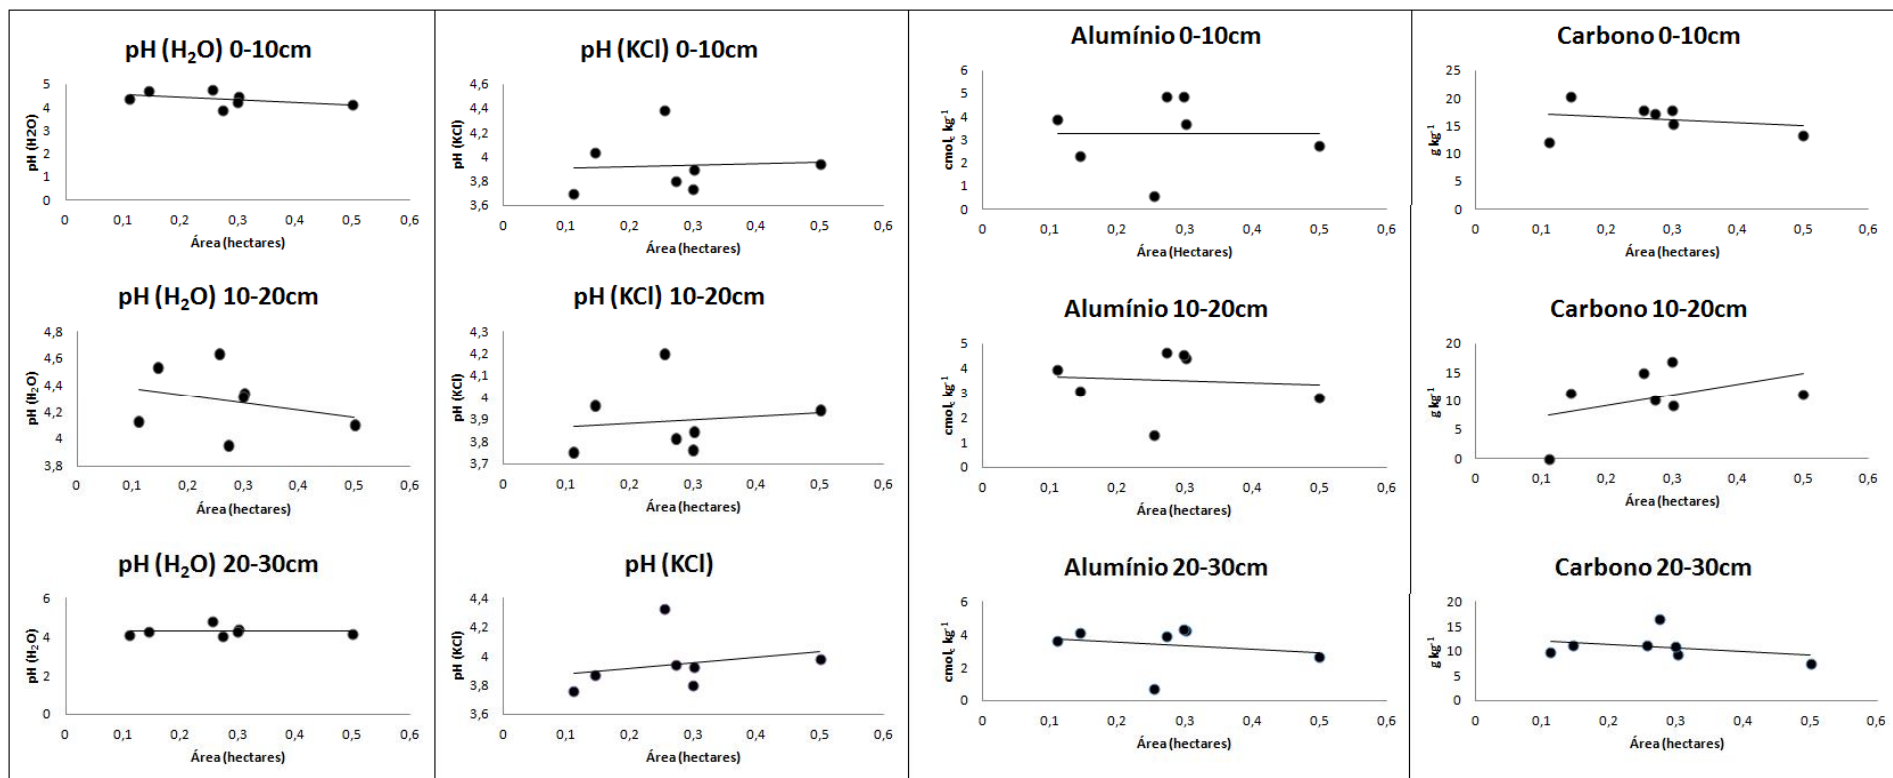 pH (H₂O) 0-10cm
pH (H2O)
5
4
3
2
1
0
0 0,1 0,2 0,3 0,4 0,5 0,6
Área (hectares)
pH (KCl) 0-10cm
pH (KCl)
4,6
4,4
4,2
4
3,8
3,6
0 0,1 0,2 0,3 0,4 0,5 0,6
Área (hectares)
Alumínio 0-10cm
cmolc kg-1
6
5
4
3
2
1
0
0 0,1 0,2 0,3 0,4 0,5 0,6
Área (Hectares)
Carbono 0-10cm
g kg-1
25
20
15
10
5
0
0 0,1 0,2 0,3 0,4 0,5 0,6
Área (hectares)
pH (H₂O) 10-20cm
pH (H₂O)
4,8
4,6
4,4
4,2
4
3,8
0 0,1 0,2 0,3 0,4 0,5 0,6
Área (hectares)
pH (KCl) 10-20cm
pH (KCl)
4,3
4,2
4,1
4
3,9
3,8
3,7
0 0,1 0,2 0,3 0,4 0,5 0,6
Área (hectares)
Alumínio 10-20cm
cmolc kg-1
5
4
3
2
1
0
0 0,1 0,2 0,3 0,4 0,5 0,6
Área (hectares)
Carbono 10-20cm
g kg-1
20
15
10
5
0
0 0,1 0,2 0,3 0,4 0,5 0,6
Área (hectares)
pH (H₂O) 20-30cm
pH (H₂O)
6
4
2
0
0 0,1 0,2 0,3 0,4 0,5 0,6
Área (hectares)
pH (KCl)
pH (KCl)
4,4
4,2
4
3,8
3,6
0 0,1 0,2 0,3 0,4 0,5 0,6
Área (hectares)
Alumínio 20-30cm
cmolc kg-1
6
4
2
0
0 0,1 0,2 0,3 0,4 0,5 0,6
Área (hectares)
Carbono 20-30cm
g kg-1
20
15
10
5
0
0 0,1 0,2 0,3 0,4 0,5 0,6
Área (hectares)